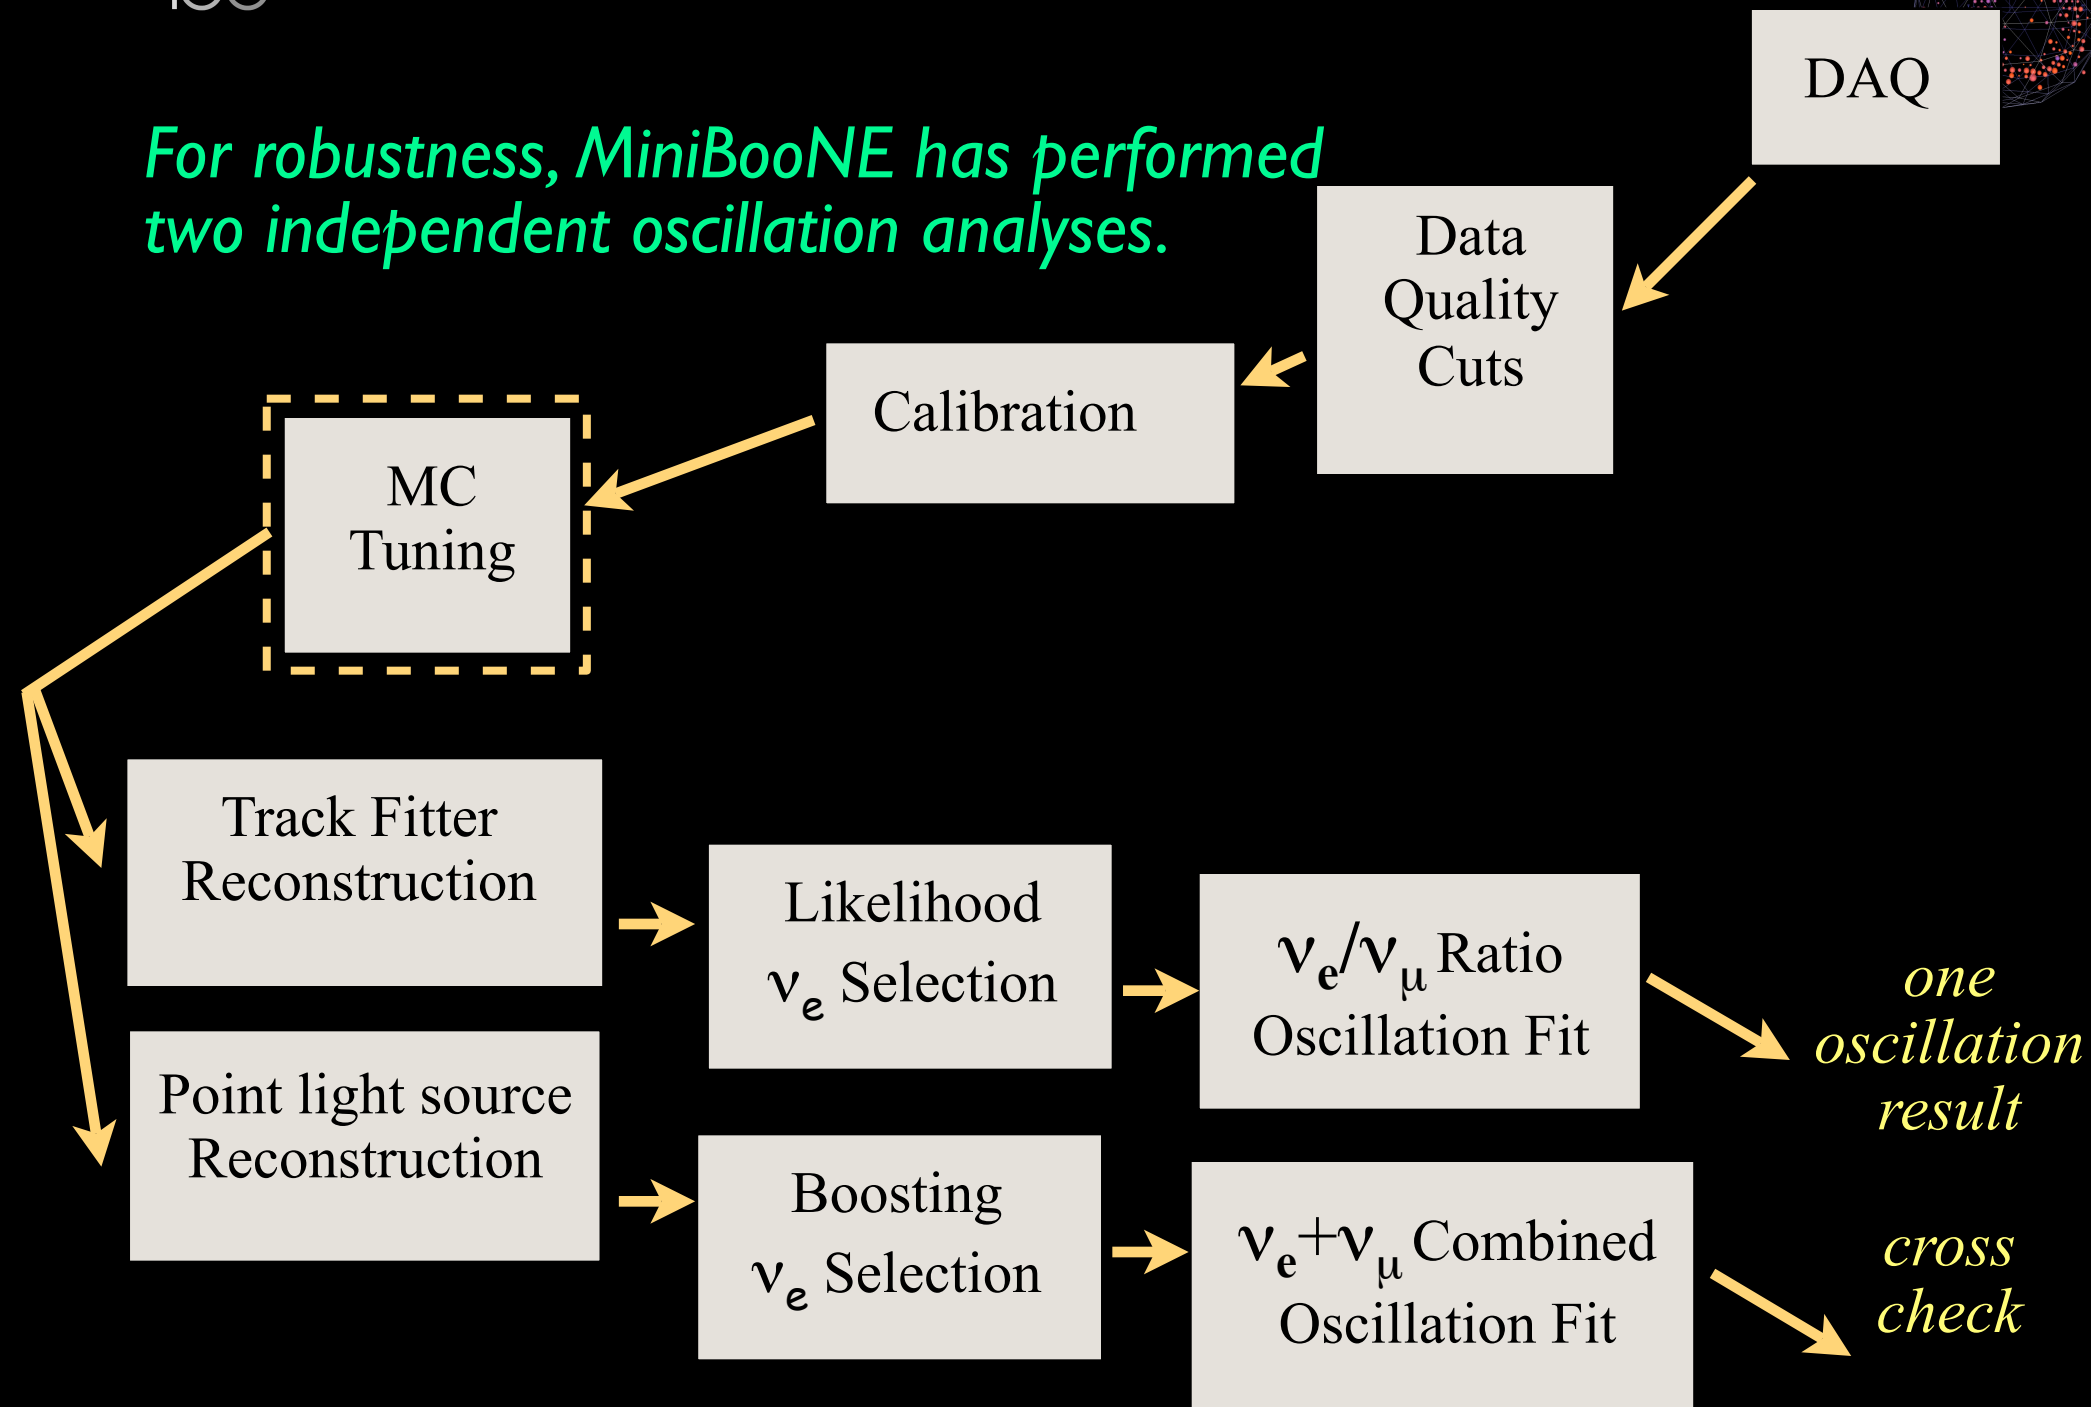 For robustness, MiniBooNE has performed
two independent oscillation analyses.
DAQ
Data
Quality
Cuts
Calibration
MC
Tuning
Track Fitter
Reconstruction
Likelihood
νe Selection
νe/νμ Ratio
Oscillation Fit
one
oscillation
result
Point light source
Reconstruction
Boosting
νe Selection
νe+νμ Combined
Oscillation Fit
cross
check